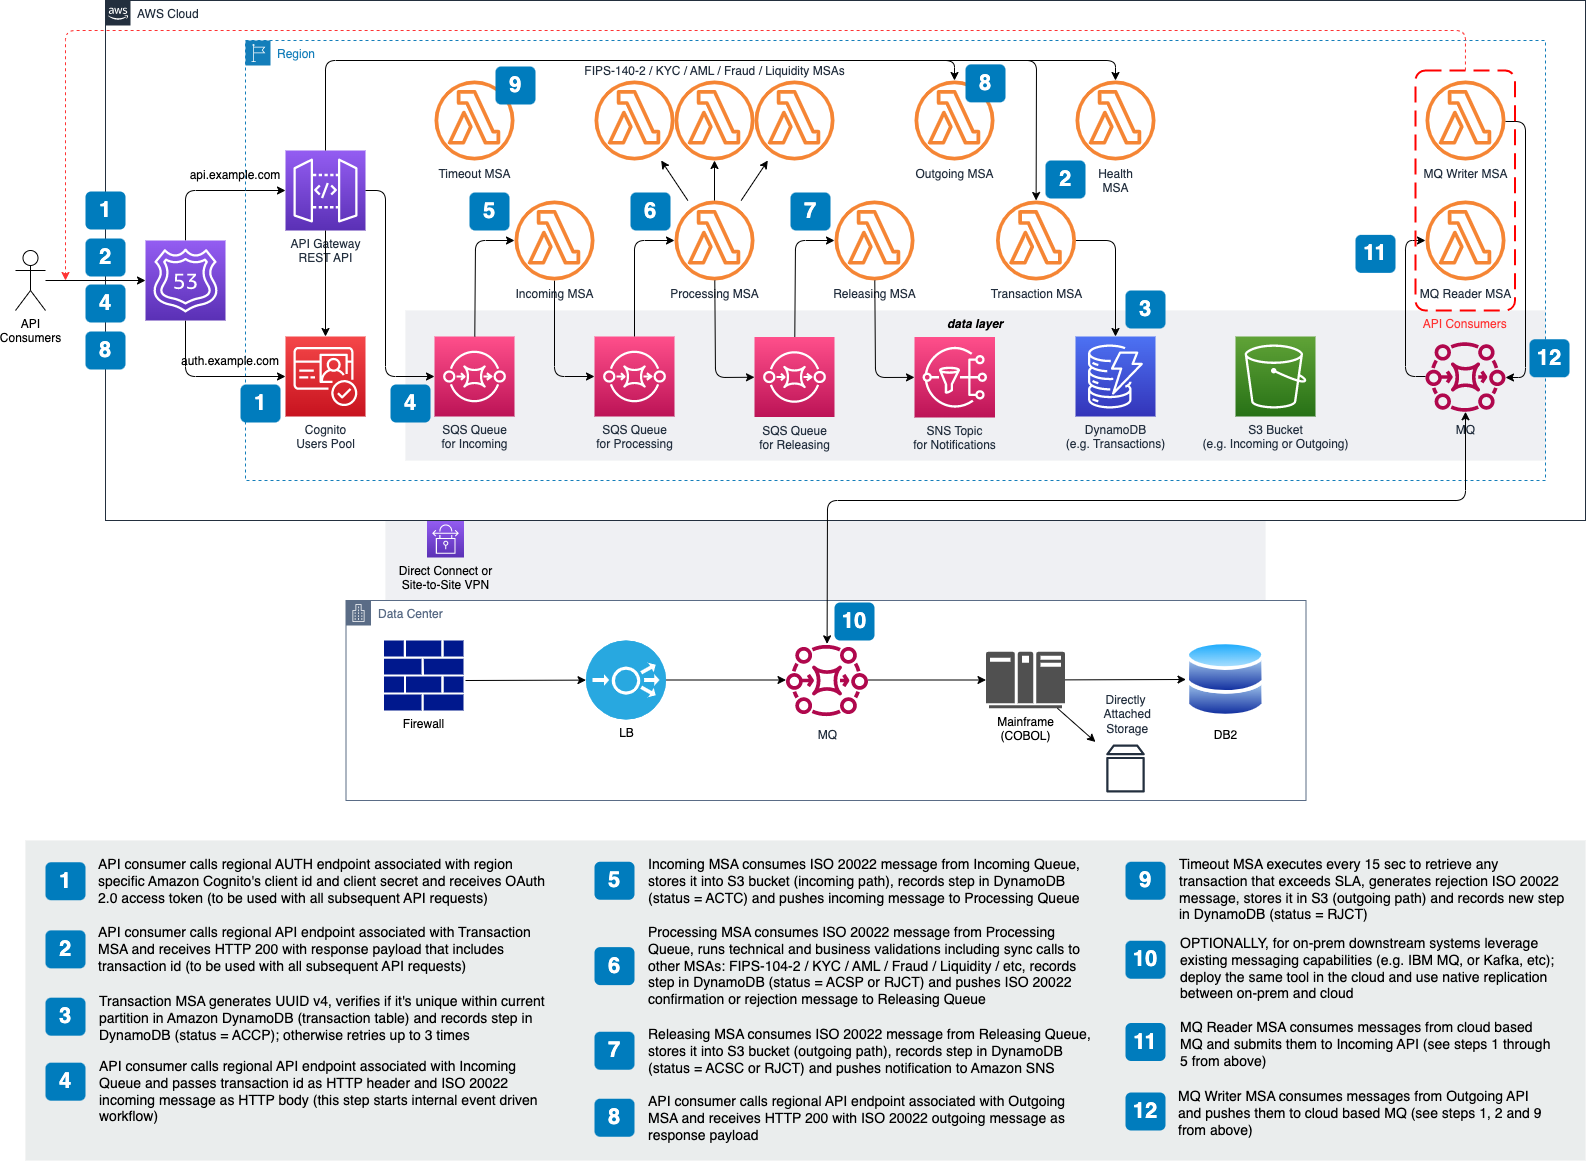 aws
AWS Cloud
Region
FIPS-140-2 / KYC / AML / Fraud / Liquidity MSAs
9
8
Timeout MSA
Outgoing MSA
2
Health
MSA
MQ Writer MSA
api.example.com
API Gateway
REST API
1
2
4
8
53
API
Consumers
auth.example.com
1
Cognito
Users Pool
5
Incoming MSA
6
Processing MSA
7
Releasing MSA
Transaction MSA
11
MQ Reader MSA
API Consumers
data layer
3
12
4
SQS Queue
for Incoming
SQS Queue
for Processing
SQS Queue
for Releasing
SNS Topic
for Notifications
DynamoDB
(e.g. Transactions)
S3 Bucket
(e.g. Incoming or Outgoing)
MQ
Direct Connect or
Site-to-Site VPN
Data Center
10
Firewall
LB
MQ
Mainframe
(COBOL)
Directly
Attached
Storage
DB2
1
API consumer calls regional AUTH endpoint associated with region
specific Amazon Cognito's client id and client secret and receives OAuth
2.0 access token (to be used with all subsequent API requests)
2
API consumer calls regional API endpoint associated with Transaction
MSA and receives HTTP 200 with response payload that includes
transaction id (to be used with all subsequent API requests)
3
Transaction MSA generates UUID v4, verifies if it's unique within current
partition in Amazon DynamoDB (transaction table) and records step in
DynamoDB (status = ACCP); otherwise retries up to 3 times
4
API consumer calls regional API endpoint associated with Incoming
Queue and passes transaction id as HTTP header and ISO 20022
incoming message as HTTP body (this step starts internal event driven
workflow)
5
Incoming MSA consumes ISO 20022 message from Incoming Queue,
stores it into S3 bucket (incoming path), records step in DynamoDB
(status = ACTC) and pushes incoming message to Processing Queue
6
Processing MSA consumes ISO 20022 message from Processing
Queue, runs technical and business validations including sync calls to
other MSAs: FIPS-104-2 / KYC / AML / Fraud / Liquidity / etc, records
step in DynamoDB (status = ACSP or RJCT) and pushes ISO 20022
confirmation or rejection message to Releasing Queue
7
Releasing MSA consumes ISO 20022 message from Releasing Queue,
stores it into S3 bucket (outgoing path), records step in DynamoDB
(status = ACSC or RJCT) and pushes notification to Amazon SNS
8
API consumer calls regional API endpoint associated with Outgoing
MSA and receives HTTP 200 with ISO 20022 outgoing message as
response payload
9
Timeout MSA executes every 15 sec to retrieve any
transaction that exceeds SLA, generates rejection ISO 20022
message, stores it in S3 (outgoing path) and records new step
in DynamoDB (status = RJCT)
10
OPTIONALLY, for on-prem downstream systems leverage
existing messaging capabilities (e.g. IBM MQ, or Kafka, etc);
deploy the same tool in the cloud and use native replication
between on-prem and cloud
11
MQ Reader MSA consumes messages from cloud based
MQ and submits them to Incoming API (see steps 1 through
5 from above)
12
MQ Writer MSA consumes messages from Outgoing API
and pushes them to cloud based MQ (see steps 1, 2 and 9
from above)